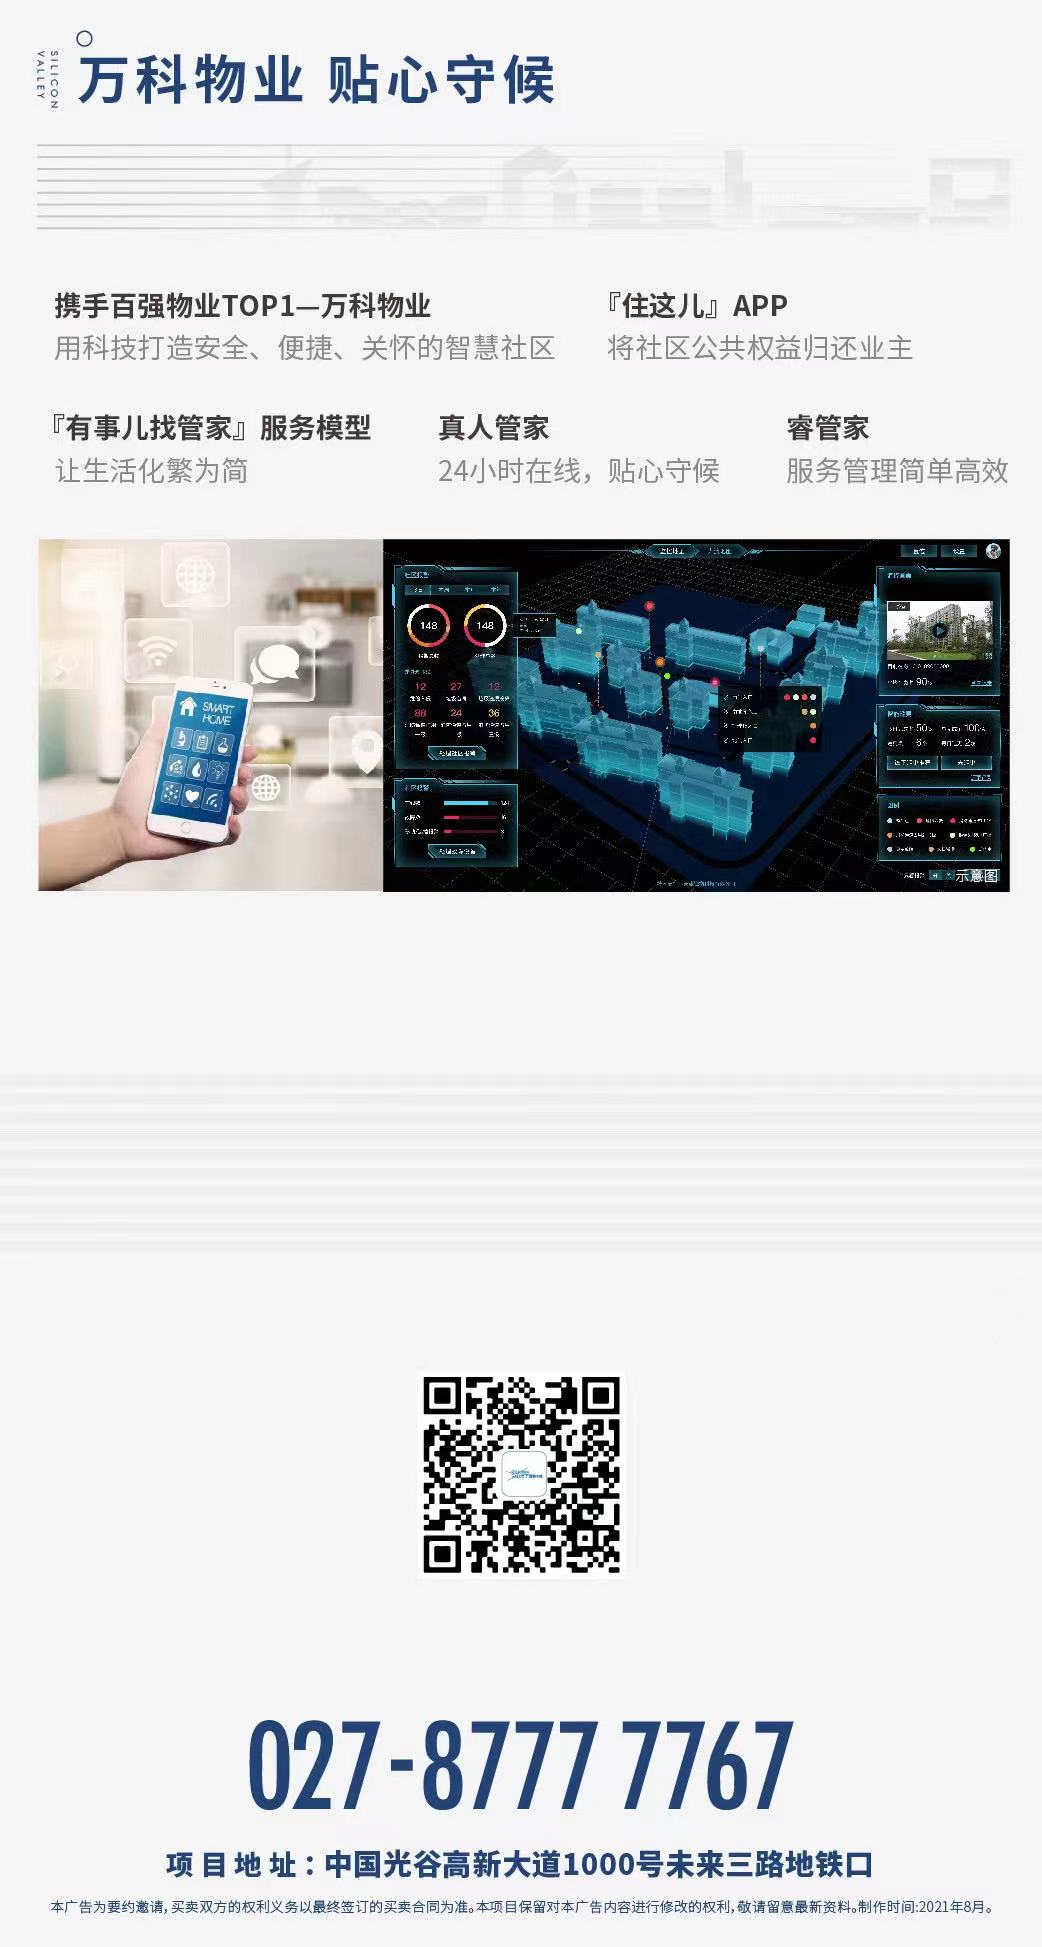 SILICON
VALLEY
万科物业 贴心守候
携手百强物业TOP1—万科物业
用科技打造安全、便捷、关怀的智慧社区
『住这儿』APP
将社区公共权益归还业主
『有事儿找管家』服务模型
让生活化繁为简
真人管家
24小时在线，贴心守候
睿管家
服务管理简单高效
SMART
HOME
148
148
12 27 12
88 24 36
示意图
027-8777 7767
项目地址：中国光谷高新大道1000号未来三路地铁口
本广告为要约邀请,买卖双方的权利义务以最终签订的买卖合同为准。本项目保留对本广告内容进行修改的权利,敬请留意最新资料。制作时间:2021年8月。